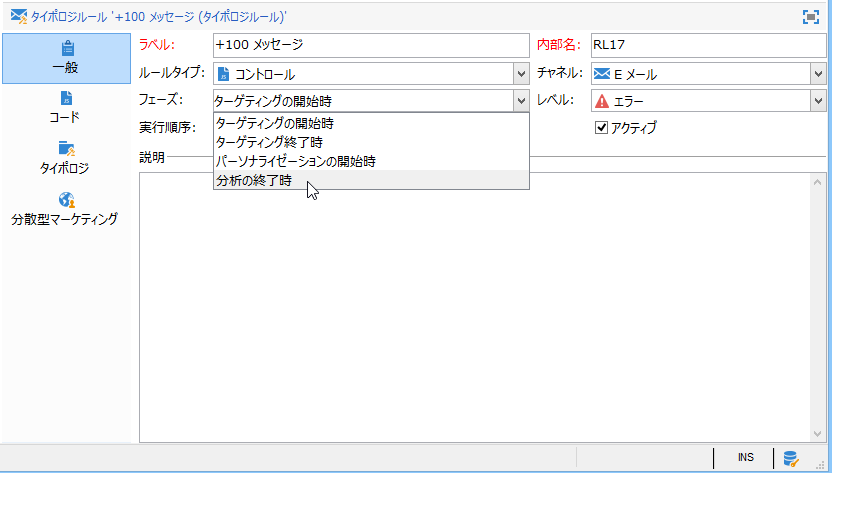 タイポロジルール '+100 メッセージ (タイポロジルール)'
一般
コード
タイポロジ
分散型マーケティング
ラベル: +100 メッセージ 内部名: RL17
ルールタイプ: コントロール チャネル: E メール
フェーズ: ターゲティングの開始時 レベル: エラー
実行順序: アクティブ
ターゲティングの開始時
ターゲティング終了時
パーソナライゼーションの開始時
分析の終了時
説明
INS